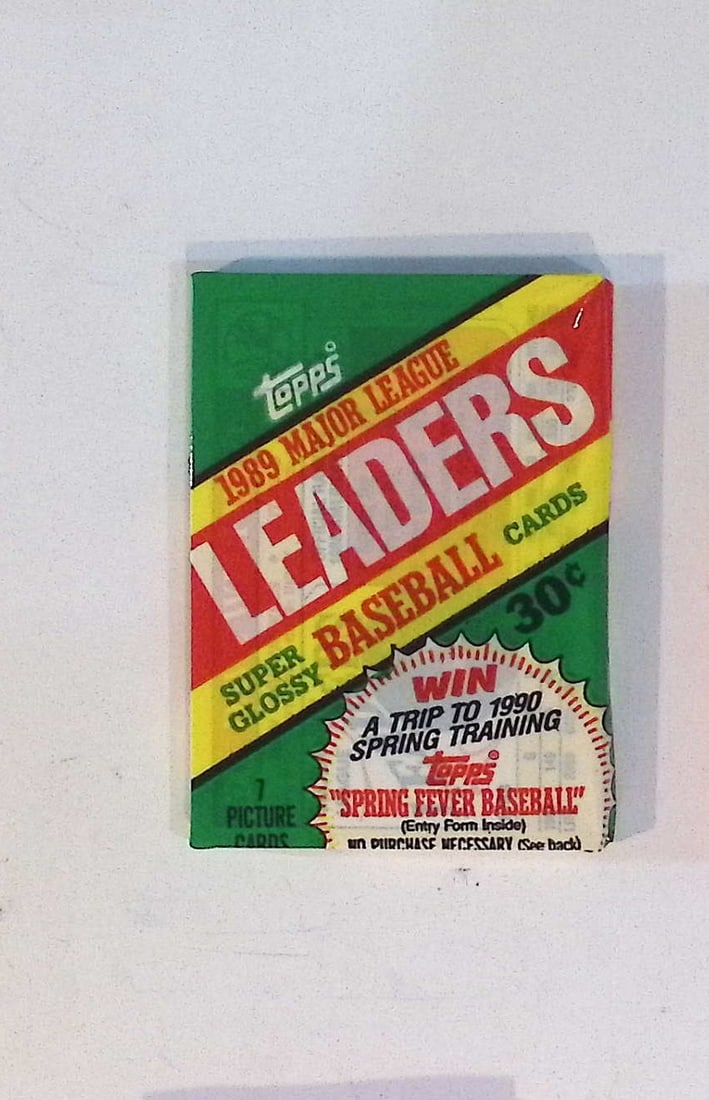 Topps®
1989 MAJOR LEAGUE
LEADERS
SUPER
GLOSSY
BASEBALL
CARDS
30¢
WIN
A TRIP TO 1990
SPRING TRAINING
Topps®
"SPRING FEVER BASEBALL"
(Entry Form Inside)
NO PURCHASE NECESSARY (See back)
7
PICTURE
CARDS